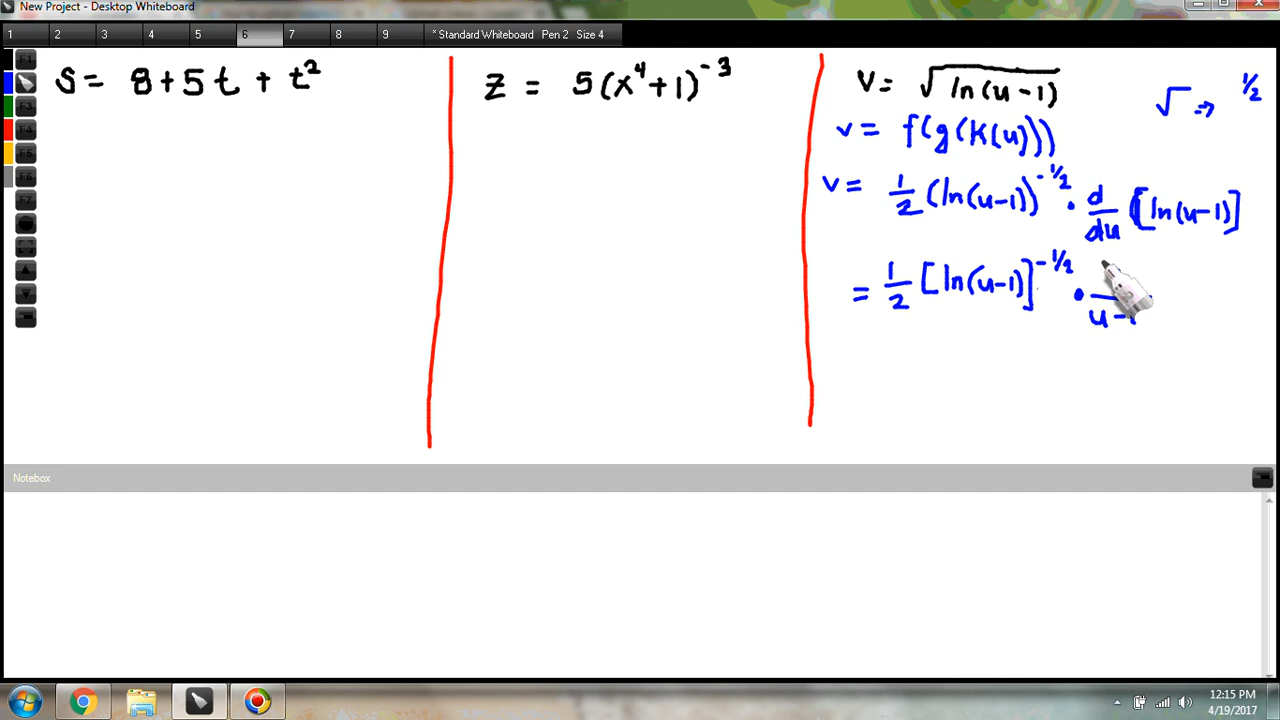 New Project - Desktop Whiteboard
1 2 3 4 5 6 7 8 9 * Standard Whiteboard Pen 2 Size 4
S = 8 + 5t + t²
z = 5(x⁴+1)⁻³
V = √ln(u-1)
√ → 1/2
v = f(g(K(u)))
v = 1/2 (ln(u-1))^-1/2 · d/du [ln(u-1)]
= 1/2 [ln(u-1)]^-1/2 · /u-1
Notebox
12:15 PM
4/19/2017